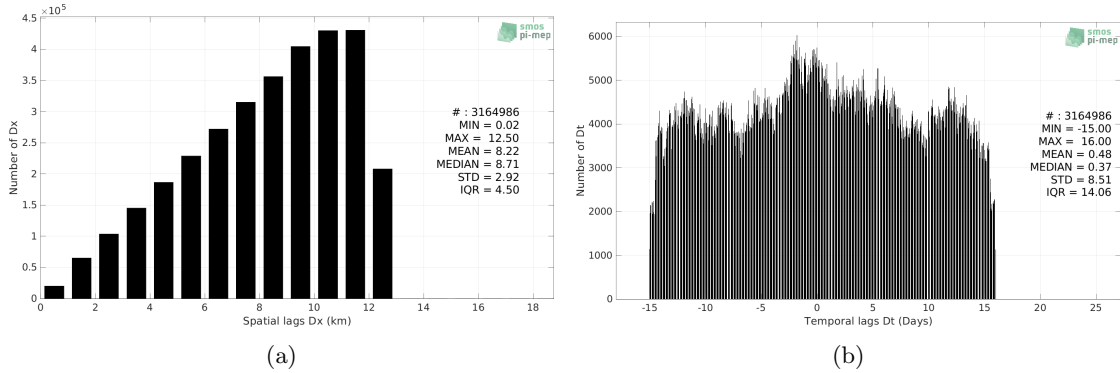 ×10⁵
4.5
4
3.5
3
2.5
2
1.5
1
0.5
0
Number of Dx
0 2 4 6 8 10 12 14 16 18
Spatial lags Dx (km)
smos
pi-mep
# : 3164986
MIN = 0.02
MAX = 12.50
MEAN = 8.22
MEDIAN = 8.71
STD = 2.92
IQR = 4.50
(a)
6000
5000
4000
3000
2000
1000
0
Number of Dt
-15 -10 -5 0 5 10 15 20 25
Temporal lags Dt (Days)
smos
pi-mep
# : 3164986
MIN = -15.00
MAX = 16.00
MEAN = 0.48
MEDIAN = 0.37
STD = 8.51
IQR = 14.06
(b)